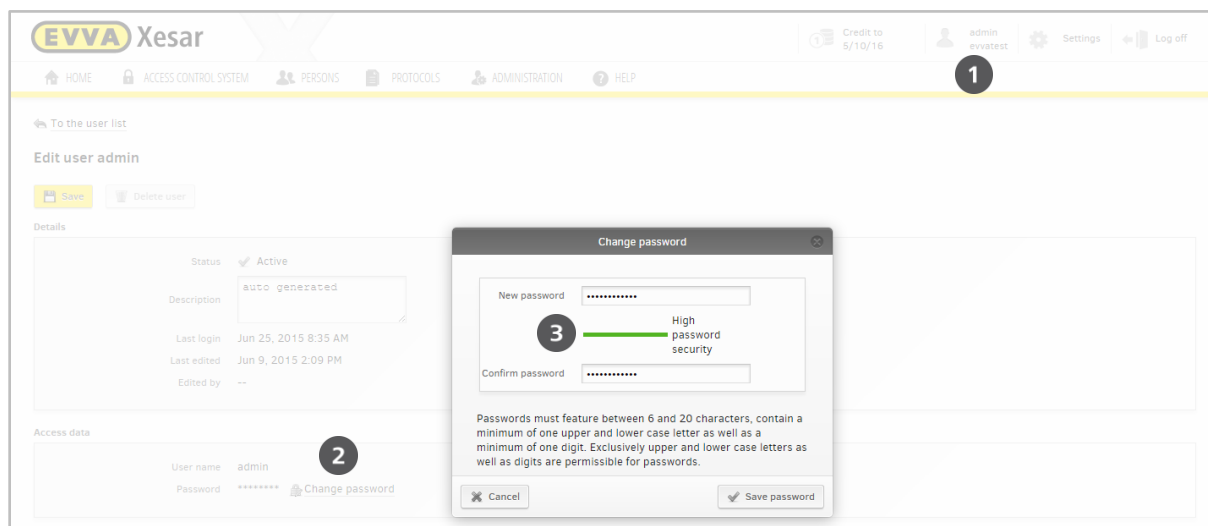 EVVA Xesar
Credit to
5/10/16
admin
evvatest
Settings
Log off
1
HOME
ACCESS CONTROL SYSTEM
PERSONS
PROTOCOLS
ADMINISTRATION
? HELP
To the user list
Edit user admin
Save
Delete user
Details
Status Active
Description auto generated
Last login Jun 25, 2015 8:35 AM
Last edited Jun 9, 2015 2:09 PM
Edited by --
Access data
2
User name admin
Password ******** Change password
Change password
New password ••••••••••••
3
High
password
security
Confirm password ••••••••••••
Passwords must feature between 6 and 20 characters, contain a
minimum of one upper and lower case letter as well as a
minimum of one digit. Exclusively upper and lower case letters as
well as digits are permissible for passwords.
Cancel
Save password